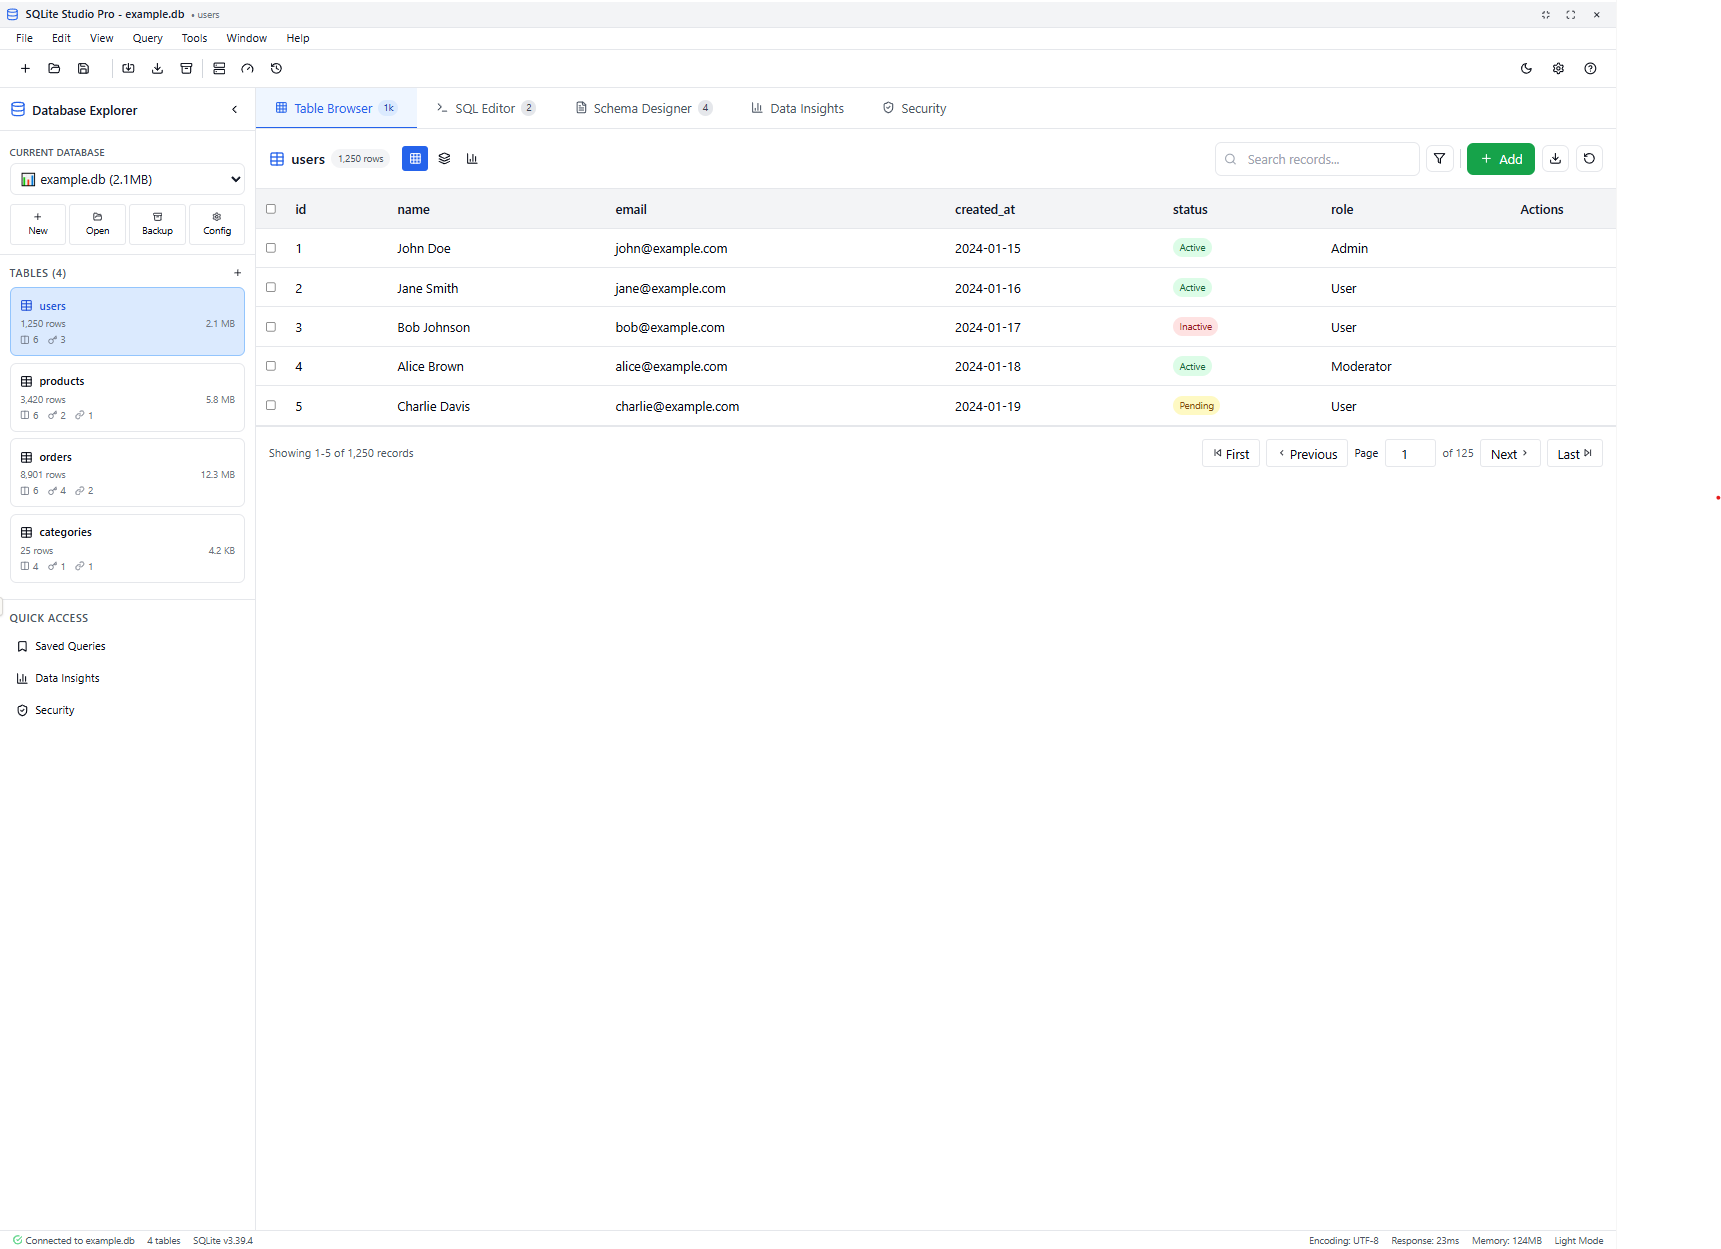 SQLite Studio Pro - example.db • users
File Edit View Query Tools Window Help
Database Explorer
CURRENT DATABASE
example.db (2.1MB)
New Open Backup Config
TABLES (4)
users
1,250 rows 2.1 MB
6 3
products
3,420 rows 5.8 MB
6 2 1
orders
8,901 rows 12.3 MB
6 4 2
categories
25 rows 4.2 KB
4 1 1
QUICK ACCESS
Saved Queries
Data Insights
Security
Table Browser 1k SQL Editor 2 Schema Designer 4 Data Insights Security
users 1,250 rows Search records... Add
id name email created_at status role Actions
1 John Doe john@example.com 2024-01-15 Active Admin
2 Jane Smith jane@example.com 2024-01-16 Active User
3 Bob Johnson bob@example.com 2024-01-17 Inactive User
4 Alice Brown alice@example.com 2024-01-18 Active Moderator
5 Charlie Davis charlie@example.com 2024-01-19 Pending User
Showing 1-5 of 1,250 records First Previous Page 1 of 125 Next Last
Connected to example.db 4 tables SQLite v3.39.4 Encoding: UTF-8 Response: 23ms Memory: 124MB Light Mode